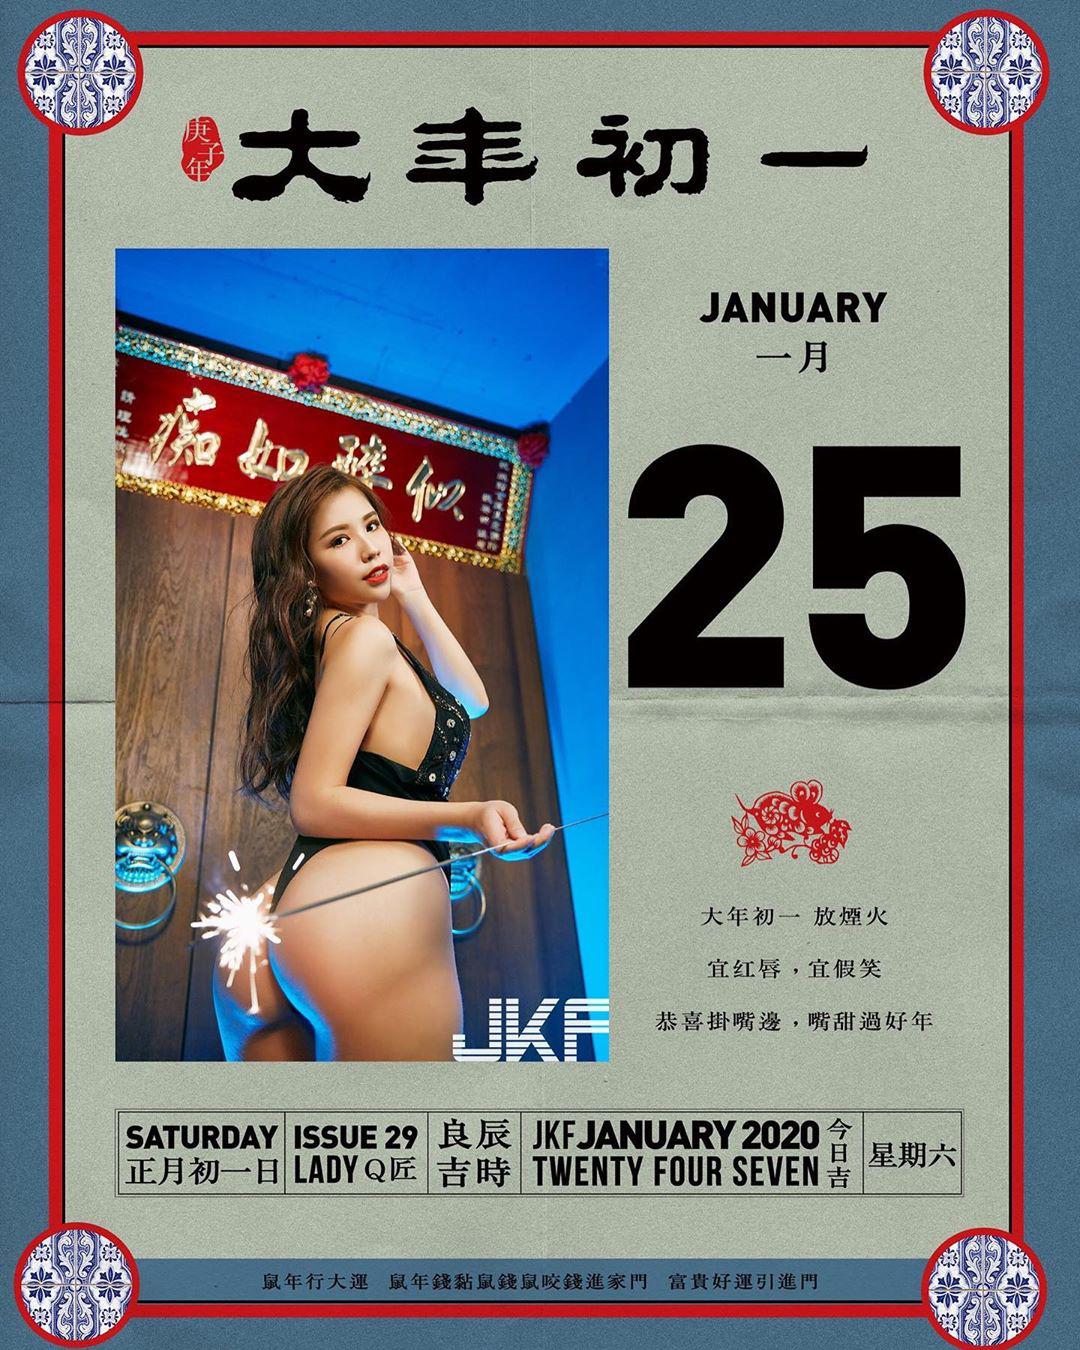 庚子年
大年初一
JANUARY
一月
25
痴如醉似
JKF
大年初一 放煙火
宜红唇，宜假笑
恭喜掛嘴邊，嘴甜過好年
SATURDAY
正月初一日
ISSUE 29
LADY Q匠
良辰
吉時
JKF JANUARY 2020
TWENTY FOUR SEVEN
今日吉
星期六
鼠年行大運 鼠年錢黏鼠錢鼠咬錢進家門 富貴好運引進門